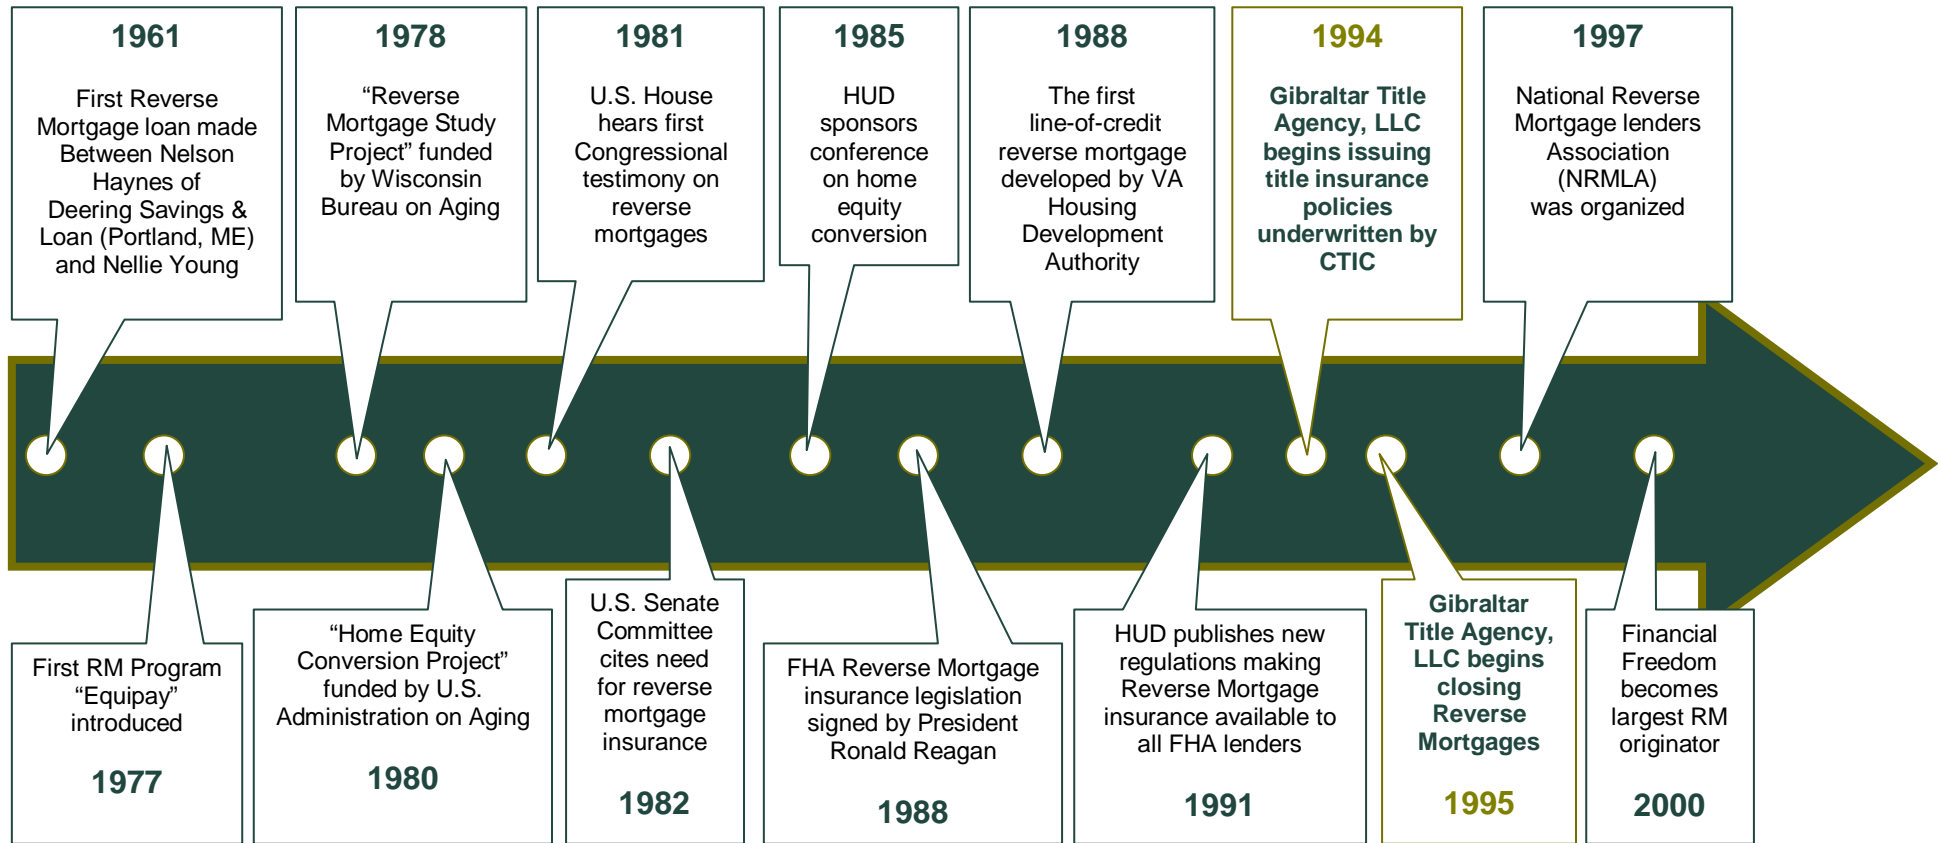 1961
First Reverse
Mortgage loan made
Between Nelson
Haynes of
Deering Savings &
Loan (Portland, ME)
and Nellie Young
1978
“Reverse
Mortgage Study
Project” funded
by Wisconsin
Bureau on Aging
1981
U.S. House
hears first
Congressional
testimony on
reverse
mortgages
1985
HUD
sponsors
conference
on home
equity
conversion
1988
The first
line-of-credit
reverse mortgage
developed by VA
Housing
Development
Authority
1994
Gibraltar Title
Agency, LLC
begins issuing
title insurance
policies
underwritten by
CTIC
1997
National Reverse
Mortgage lenders
Association
(NRMLA)
was organized
First RM Program
“Equipay”
introduced
1977
“Home Equity
Conversion Project”
funded by U.S.
Administration on Aging
1980
U.S. Senate
Committee
cites need
for reverse
mortgage
insurance
1982
FHA Reverse Mortgage
insurance legislation
signed by President
Ronald Reagan
1988
HUD publishes new
regulations making
Reverse Mortgage
insurance available to
all FHA lenders
1991
Gibraltar
Title Agency,
LLC begins
closing
Reverse
Mortgages
1995
Financial
Freedom
becomes
largest RM
originator
2000